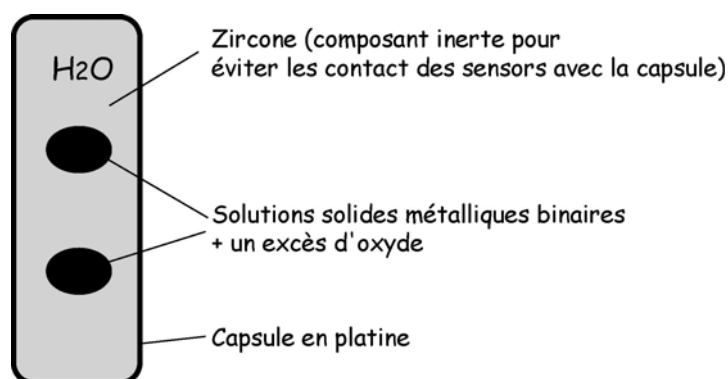 H2O
Zircone (composant inerte pour
éviter les contact des sensors avec la capsule)
Solutions solides métalliques binaires
+ un excès d'oxyde
Capsule en platine